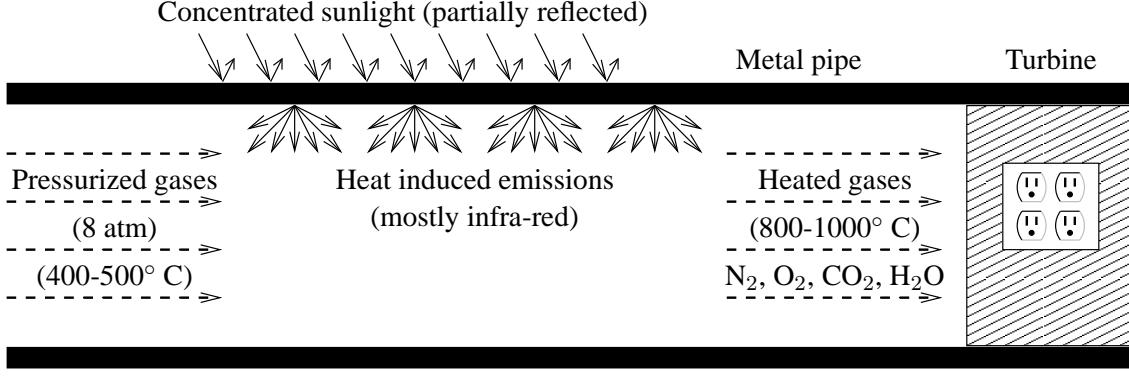 Concentrated sunlight (partially reflected)
Metal pipe
Turbine
Pressurized gases
(8 atm)
(400-500° C)
Heat induced emissions
(mostly infra-red)
Heated gases
(800-1000° C)
N₂, O₂, CO₂, H₂O